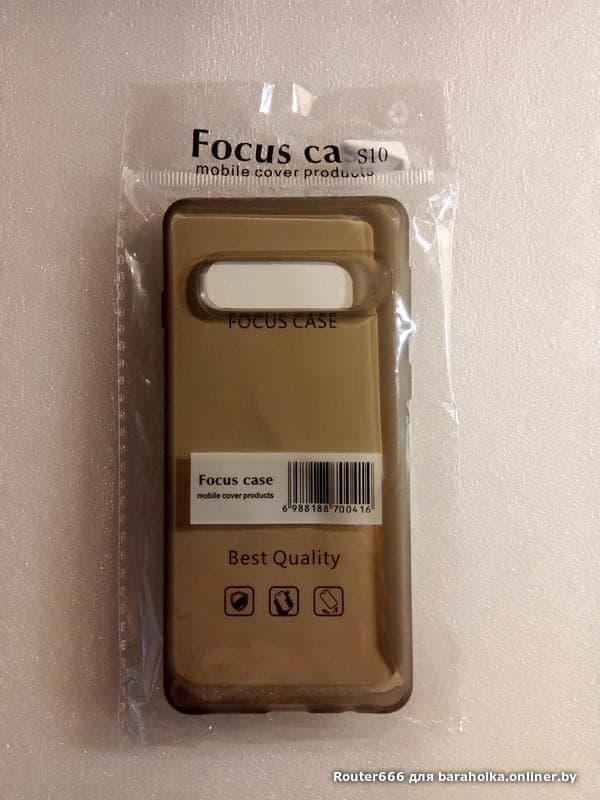 Focus ca S10
mobile cover products
FOCUS CASE
Focus case
mobile cover products
6 988188 700416
Best Quality
Router666 для baraholka.onliner.by